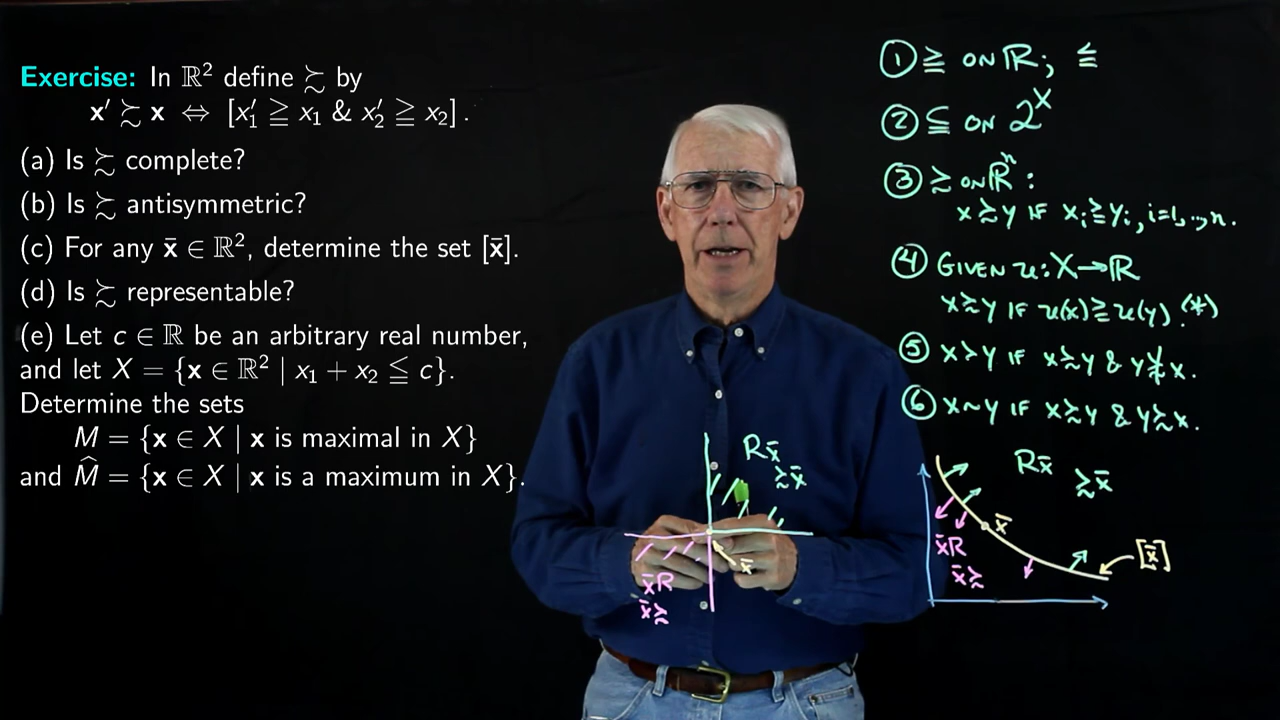 Exercise: In ℝ² define ≿ by
x′ ≿ x ⇔ [x′₁ ≧ x₁ & x′₂ ≧ x₂] .
(a) Is ≿ complete?
(b) Is ≿ antisymmetric?
(c) For any x̄ ∈ ℝ², determine the set [x̄].
(d) Is ≿ representable?
(e) Let c ∈ ℝ be an arbitrary real number,
and let X = {x ∈ ℝ² | x₁ + x₂ ≦ c}.
Determine the sets
M = {x ∈ X | x is maximal in X}
and M̂ = {x ∈ X | x is a maximum in X}.
① ≧ ON ℝ; ≦
② ⊆ ON 2ˣ
③ ≳ ON ℝⁿ :
x ≳ y IF xᵢ ≧ yᵢ, i=1,..,n.
④ GIVEN u: X → ℝ
x ≳ y IF u(x) ≧ u(y). (*)
⑤ x > y IF x ≳ y & y ⋧ x.
⑥ x ~ y IF x ≳ y & y ≳ x.
Rx̄
≳x̄
x̄
x̄R
x̄≳
Rx̄
≳x̄
x̄
x̄R
x̄≳
[x̄]